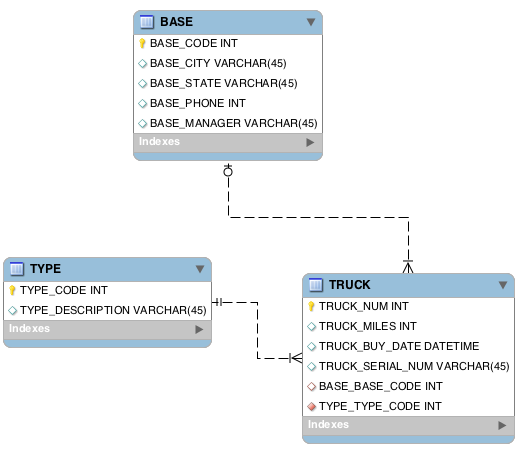 BASE
BASE_CODE INT
BASE_CITY VARCHAR(45)
BASE_STATE VARCHAR(45)
BASE_PHONE INT
BASE_MANAGER VARCHAR(45)
Indexes
TYPE
TYPE_CODE INT
TYPE_DESCRIPTION VARCHAR(45)
Indexes
TRUCK
TRUCK_NUM INT
TRUCK_MILES INT
TRUCK_BUY_DATE DATETIME
TRUCK_SERIAL_NUM VARCHAR(45)
BASE_BASE_CODE INT
TYPE_TYPE_CODE INT
Indexes